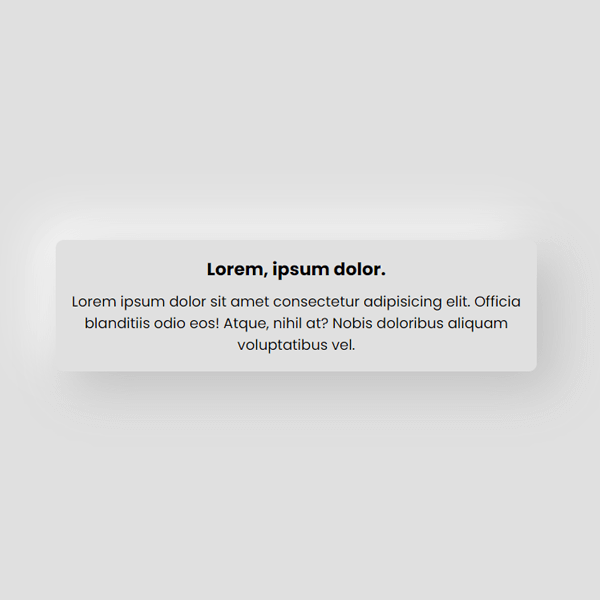 Lorem, ipsum dolor.
Lorem ipsum dolor sit amet consectetur adipisicing elit. Officia
blanditiis odio eos! Atque, nihil at? Nobis doloribus aliquam
voluptatibus vel.